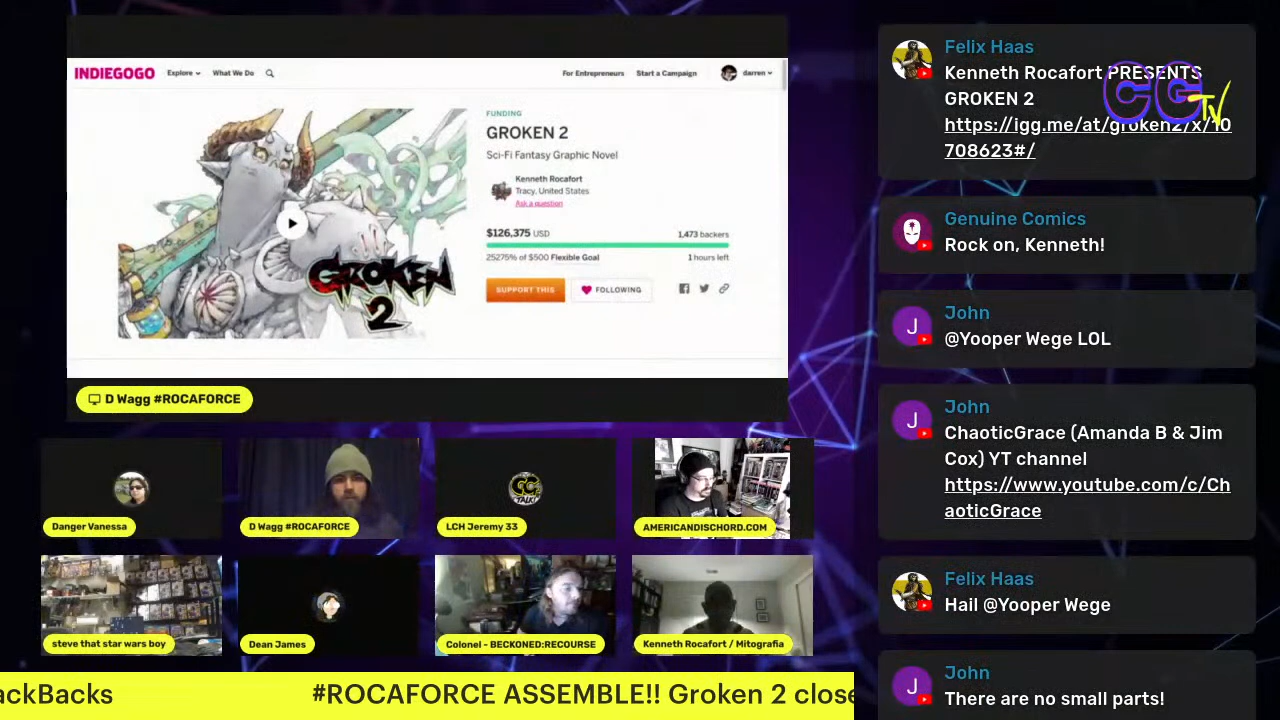 INDIEGOGO Explore What We Do For Entrepreneurs Start a Campaign darren
FUNDING
GROKEN 2
Sci-Fi Fantasy Graphic Novel
Kenneth Rocafort
Tracy, United States
Ask a question
$126,375 USD 1,473 backers
25275% of $500 Flexible Goal 1 hours left
SUPPORT THIS FOLLOWING
GROKEN
2
D Wagg #ROCAFORCE
Danger Vanessa
D Wagg #ROCAFORCE
LCH Jeremy 33
AMERICANDISCHORD.COM
steve that star wars boy
Dean James
Colonel - BECKONED:RECOURSE
Kenneth Rocafort / Mitografia
ackBacks #ROCAFORCE ASSEMBLE!! Groken 2 close
CG TV
Felix Haas
Kenneth Rocafort PRESENTS
GROKEN 2
https://igg.me/at/groken2/x/10
708623#/
Genuine Comics
Rock on, Kenneth!
J
John
@Yooper Wege LOL
J
John
ChaoticGrace (Amanda B & Jim
Cox) YT channel
https://www.youtube.com/c/Ch
aoticGrace
Felix Haas
Hail @Yooper Wege
J
John
There are no small parts!